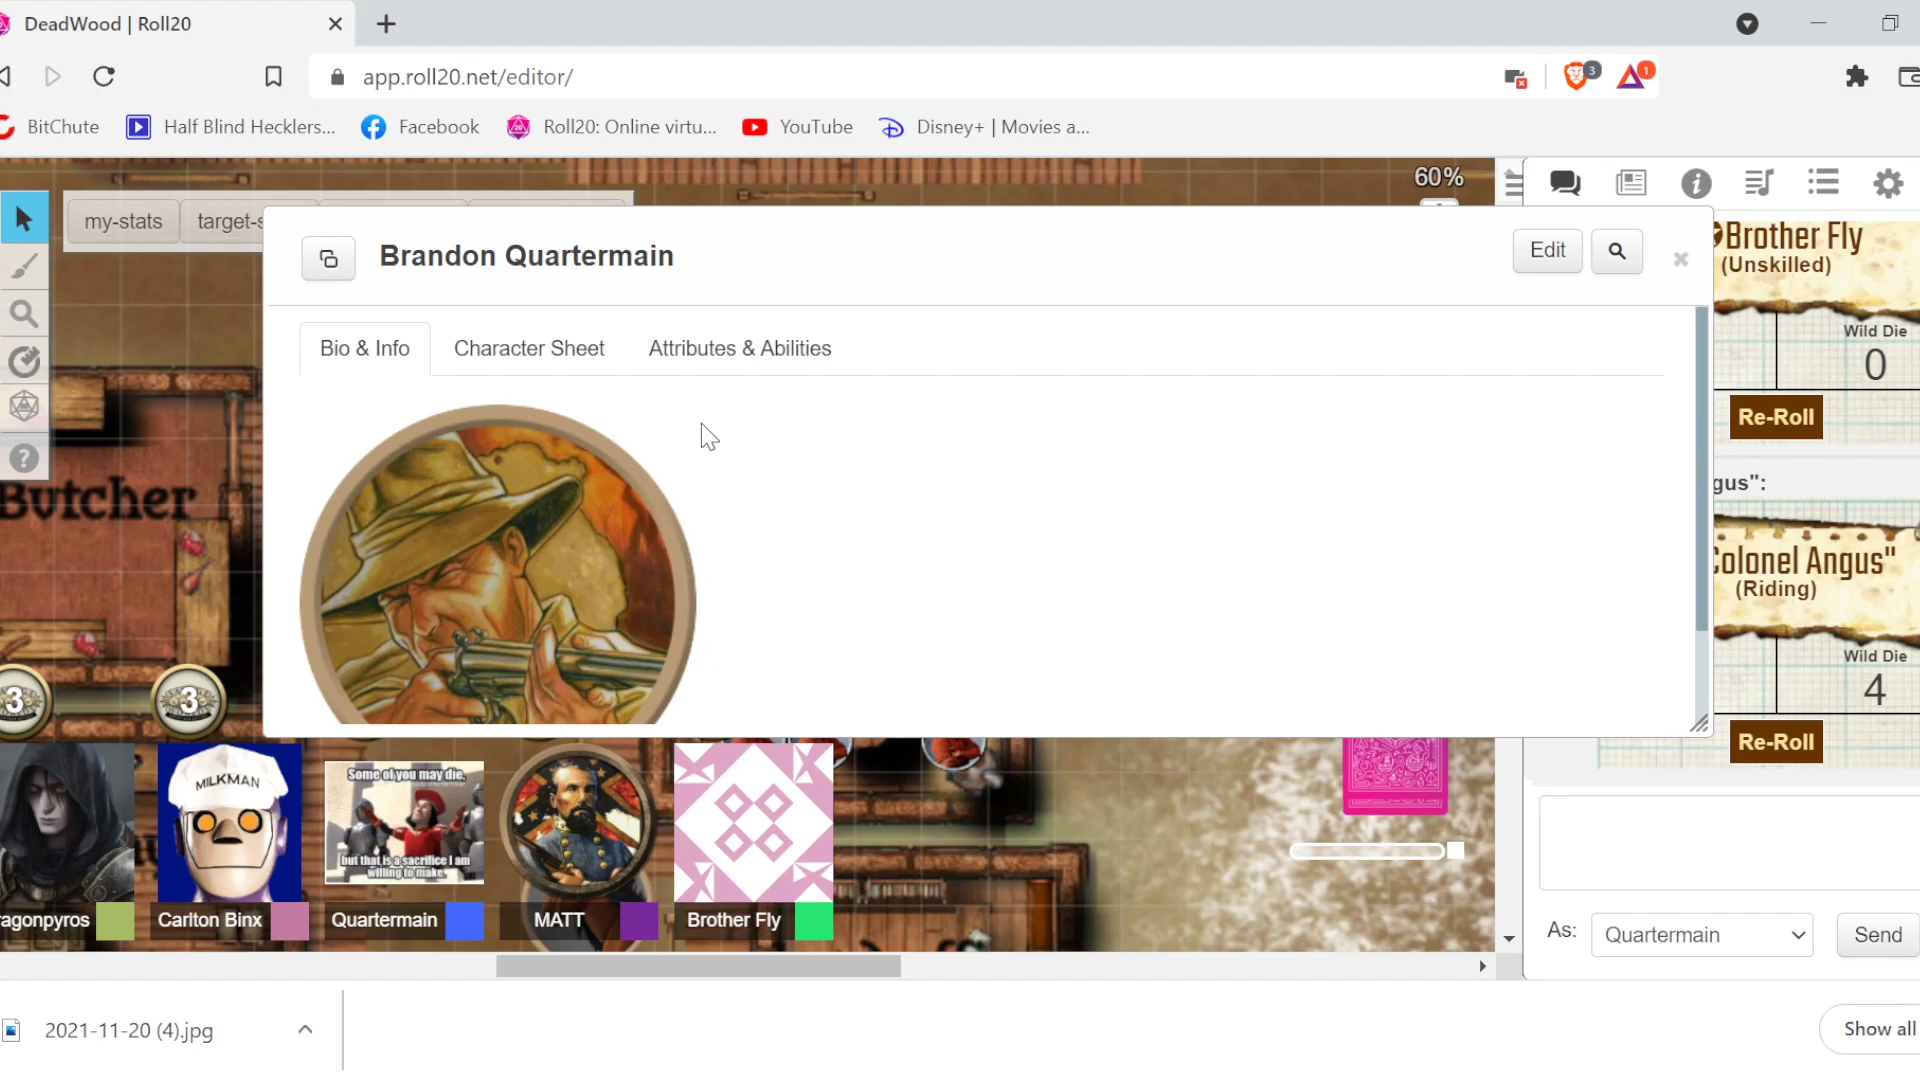 DeadWood | Roll20
app.roll20.net/editor/
3
1
BitChute
Half Blind Hecklers...
Facebook
Roll20: Online virtu...
YouTube
Disney+ | Movies a...
60%
my-stats
target-s
Brandon Quartermain
Edit
Bio & Info
Character Sheet
Attributes & Abilities
Brother Fly
(Unskilled)
Wild Die
0
Re-Roll
gus":
Colonel Angus"
(Riding)
Wild Die
4
Re-Roll
Butcher
3
3
MILKMAN
Some of you may die,
but that is a sacrifice I am
willing to make.
agonpyros
Carlton Binx
Quartermain
MATT
Brother Fly
As:
Quartermain
Send
2021-11-20 (4).jpg
Show all